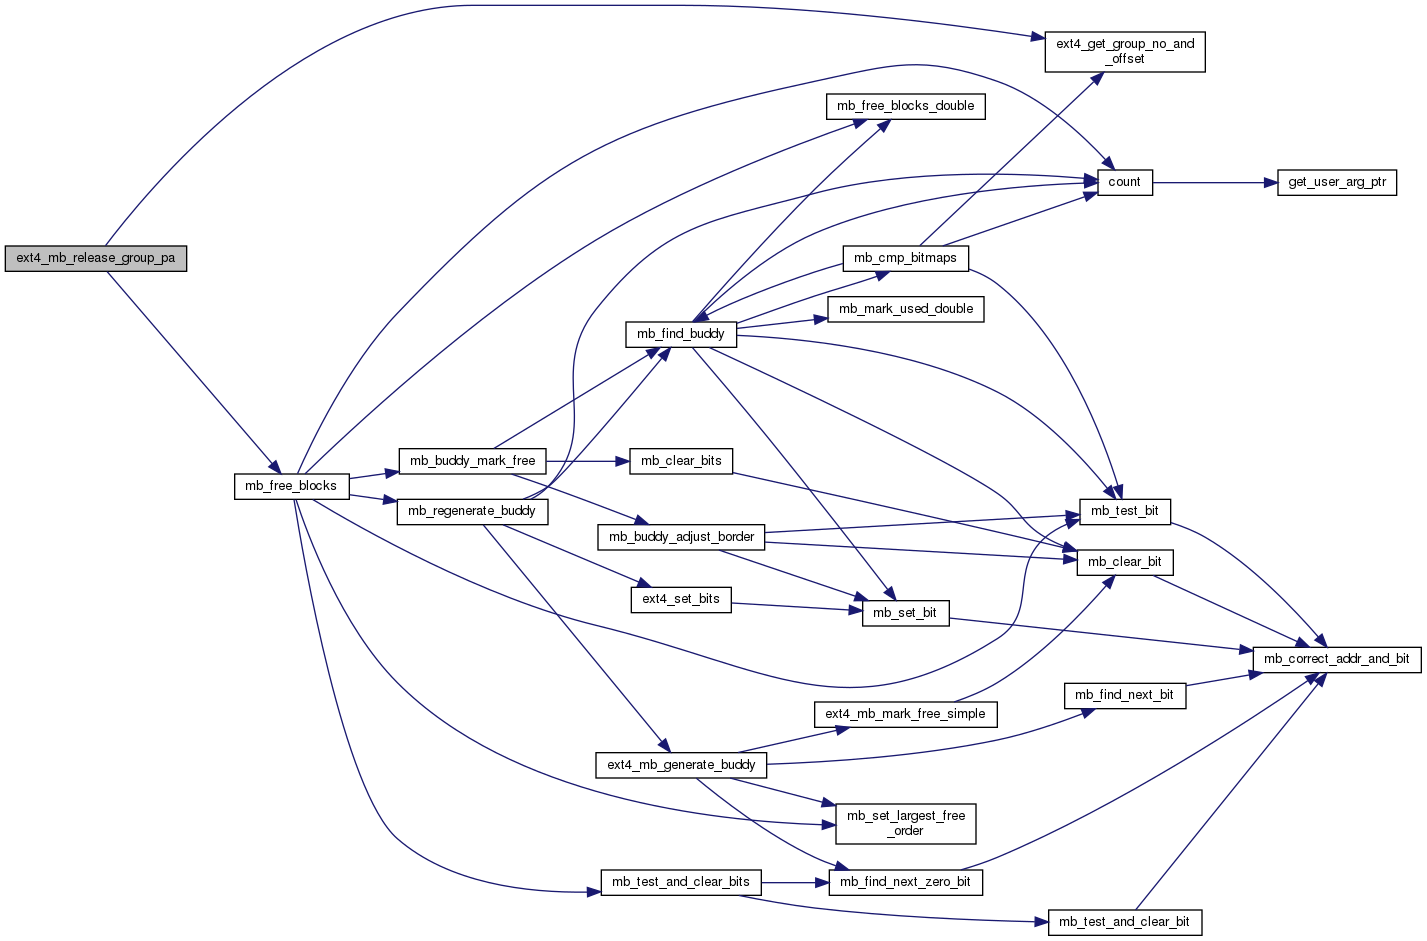 ext4_get_group_no_and
_offset
mb_free_blocks_double
count
get_user_arg_ptr
ext4_mb_release_group_pa
mb_cmp_bitmaps
mb_mark_used_double
mb_find_buddy
mb_buddy_mark_free
mb_clear_bits
mb_free_blocks
mb_regenerate_buddy
mb_test_bit
mb_buddy_adjust_border
mb_clear_bit
ext4_set_bits
mb_set_bit
mb_correct_addr_and_bit
mb_find_next_bit
ext4_mb_mark_free_simple
ext4_mb_generate_buddy
mb_set_largest_free
_order
mb_test_and_clear_bits
mb_find_next_zero_bit
mb_test_and_clear_bit